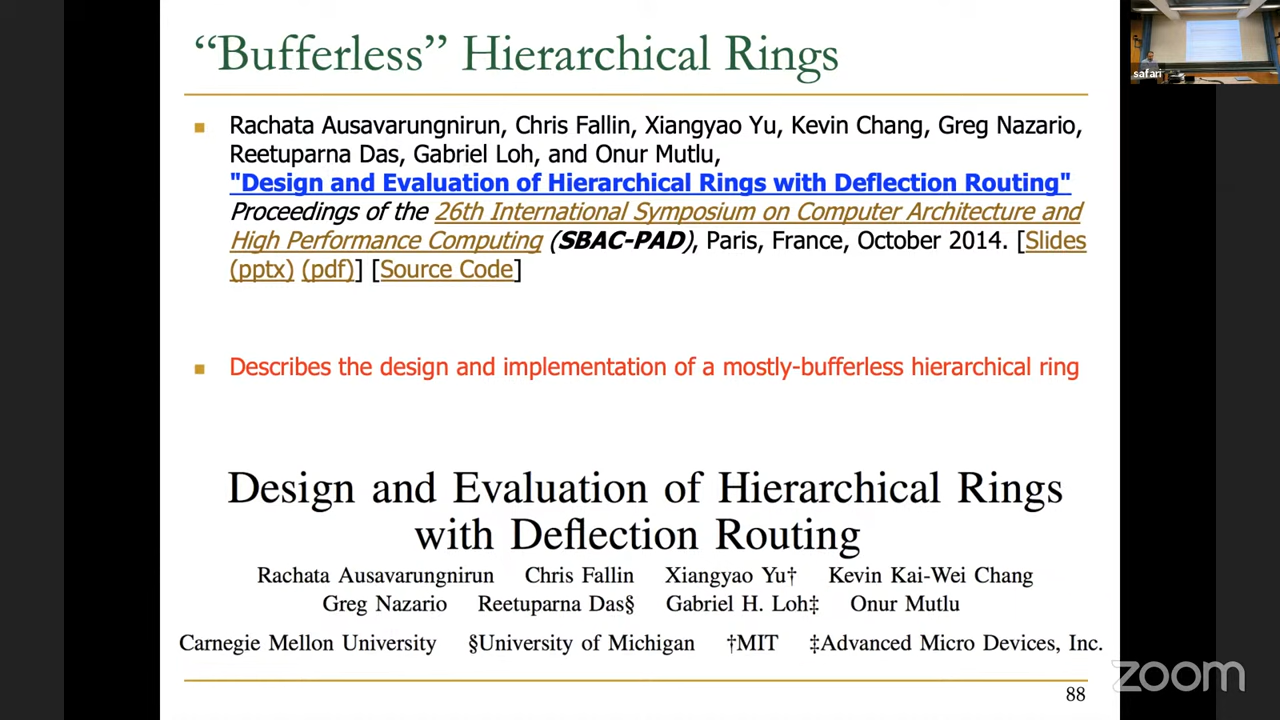 “Bufferless” Hierarchical Rings
safari
Rachata Ausavarungnirun, Chris Fallin, Xiangyao Yu, Kevin Chang, Greg Nazario,
Reetuparna Das, Gabriel Loh, and Onur Mutlu,
"Design and Evaluation of Hierarchical Rings with Deflection Routing"
Proceedings of the 26th International Symposium on Computer Architecture and
High Performance Computing (SBAC-PAD), Paris, France, October 2014. [Slides
(pptx) (pdf)] [Source Code]
Describes the design and implementation of a mostly-bufferless hierarchical ring
Design and Evaluation of Hierarchical Rings
with Deflection Routing
Rachata Ausavarungnirun Chris Fallin Xiangyao Yu† Kevin Kai-Wei Chang
Greg Nazario Reetuparna Das§ Gabriel H. Loh‡ Onur Mutlu
Carnegie Mellon University §University of Michigan †MIT ‡Advanced Micro Devices, Inc.
zoom
88